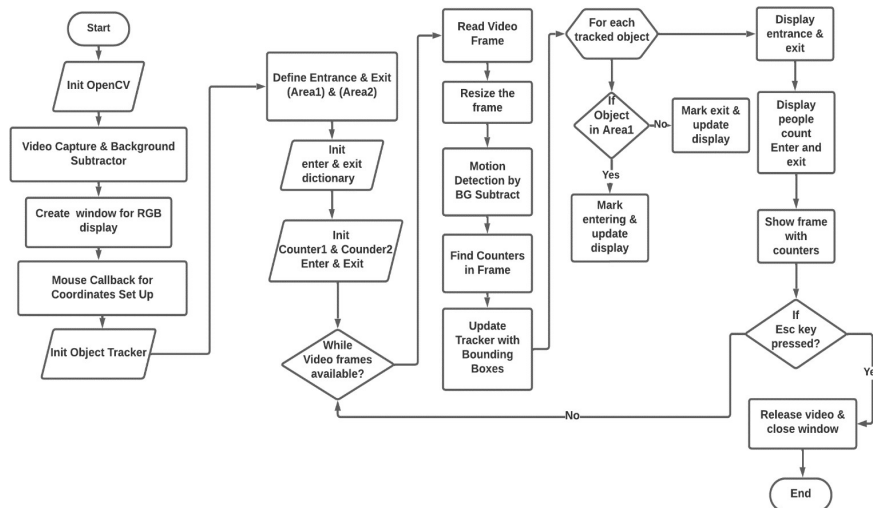 Start
Init OpenCV
Video Capture & Background
Subtractor
Create window for RGB
display
Mouse Callback for
Coordinates Set Up
Init Object Tracker
Define Entrance & Exit
(Area1) & (Area2)
Init
enter & exit
dictionary
Init
Counter1 & Counder2
Enter & Exit
While
Video frames
available?
Read Video
Frame
Resize the
frame
Motion
Detection by
BG Subtract
Find Counters
in Frame
Update
Tracker with
Bounding
Boxes
For each
tracked object
If
Object
in Area1
No
Mark exit &
update
display
Yes
Mark
entering &
update
display
Display
entrance &
exit
Display
people
count
Enter and
exit
Show frame
with
counters
If
Esc key
pressed?
No
Ye
Release video &
close window
End